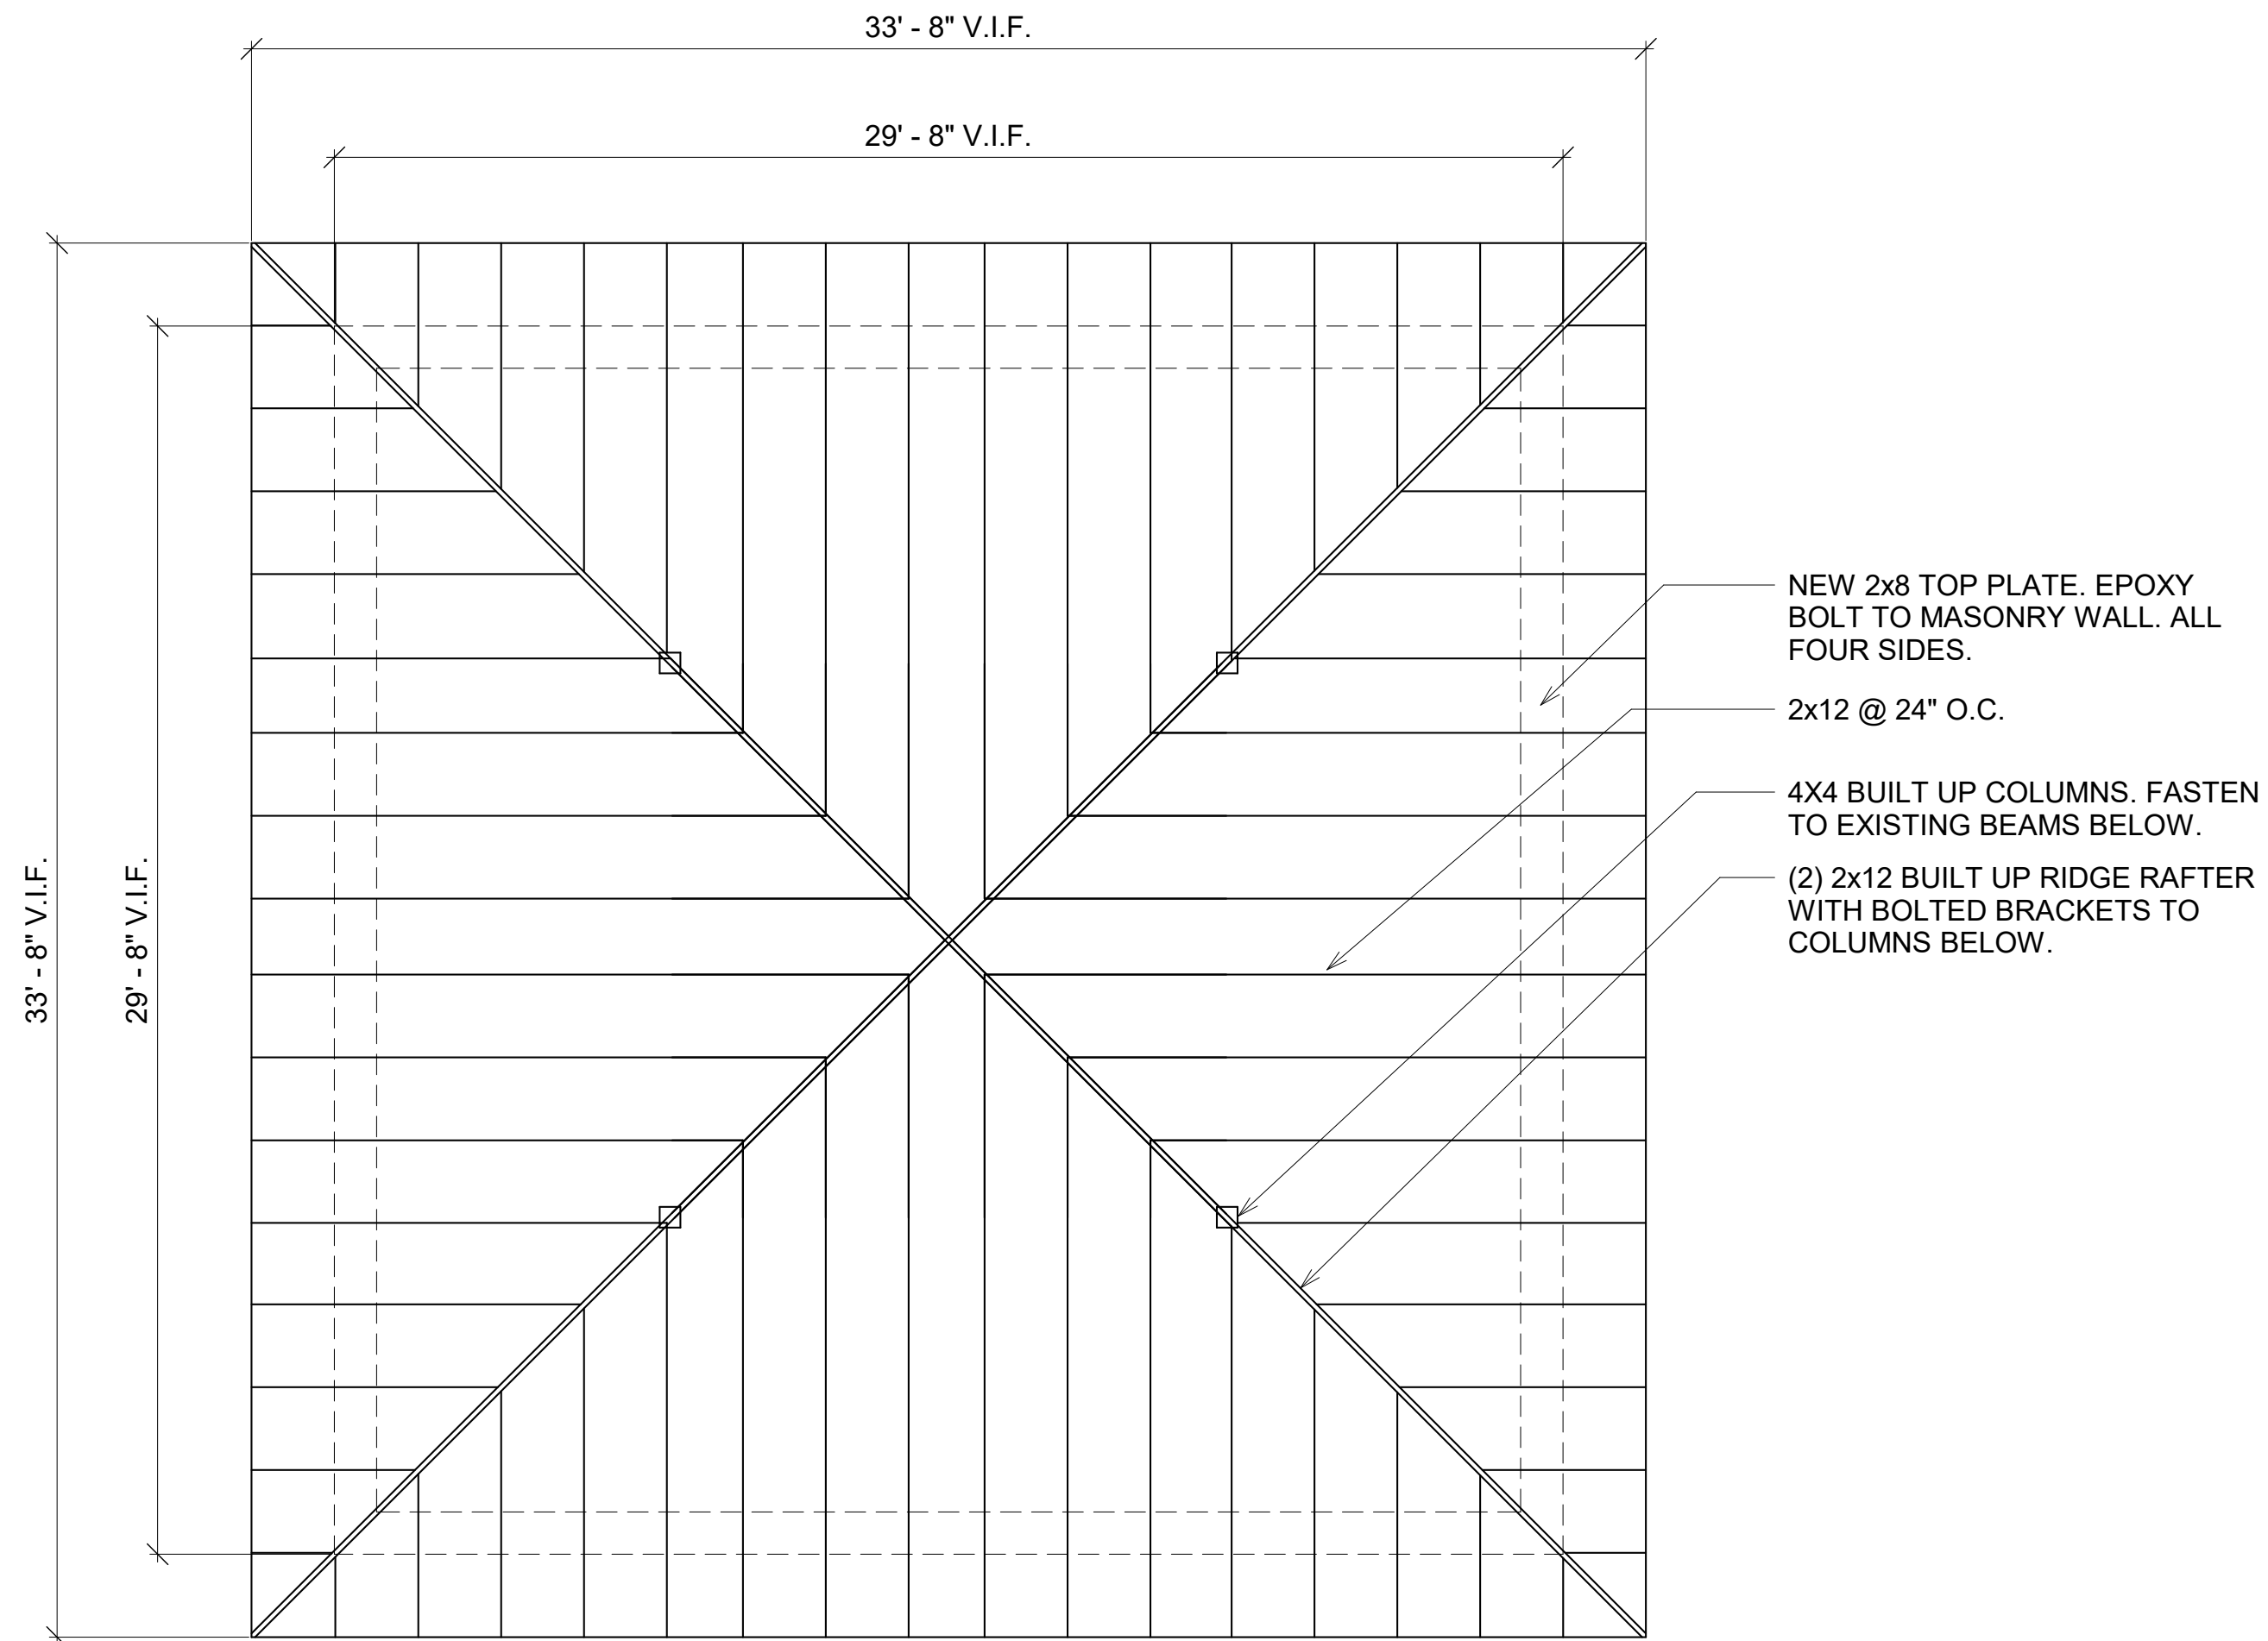 33' - 8" V.I.F.
29' - 8" V.I.F.
33' - 8" V.I.F.
29' - 8" V.I.F.
NEW 2x8 TOP PLATE. EPOXY
BOLT TO MASONRY WALL. ALL
FOUR SIDES.
2x12 @ 24" O.C.
4X4 BUILT UP COLUMNS. FASTEN
TO EXISTING BEAMS BELOW.
(2) 2x12 BUILT UP RIDGE RAFTER
WITH BOLTED BRACKETS TO
COLUMNS BELOW.